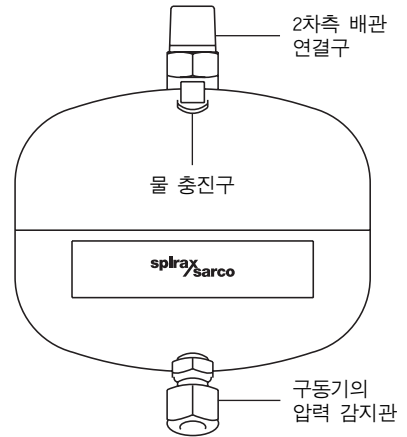 2차측 배관
연결구
물 충진구
spirax
sarco
구동기의
압력 감지관